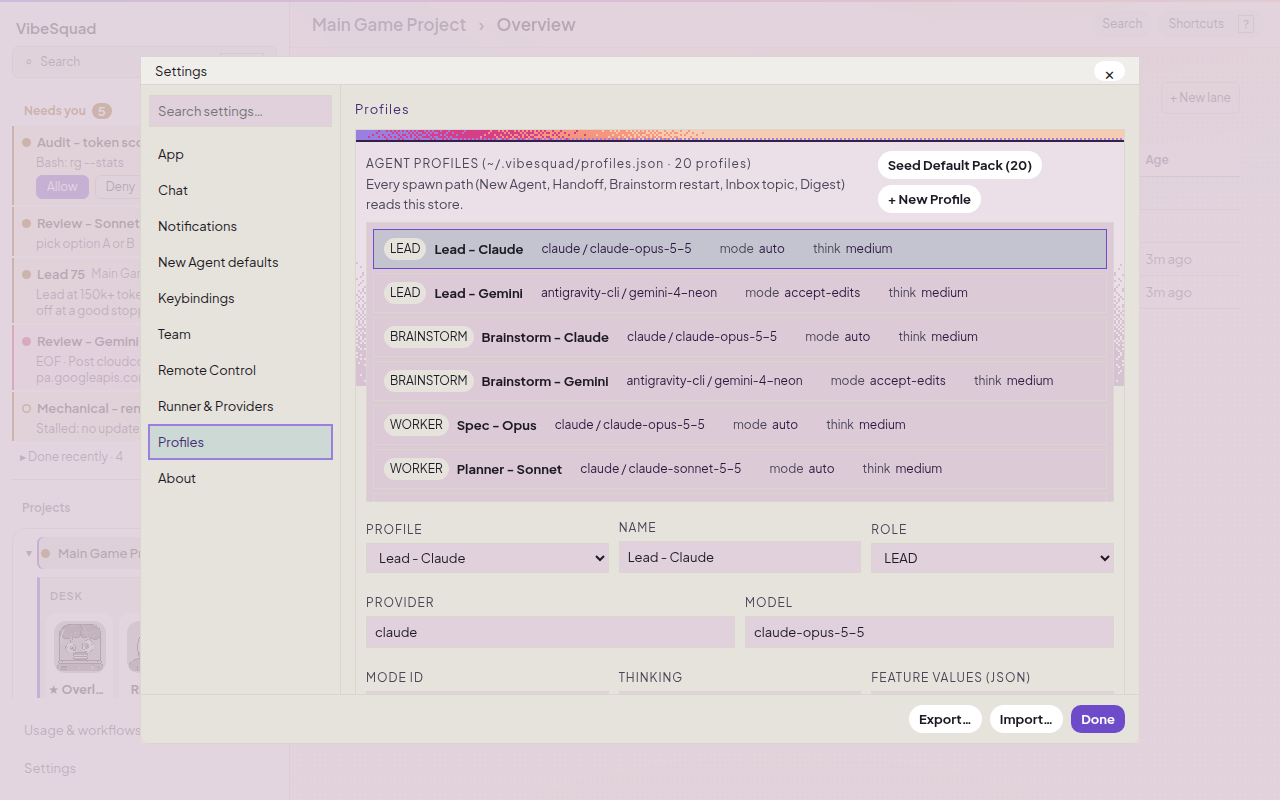 VibeSquad
Search
Needs you 5
Audit – token sco
Bash: rg --stats
Allow Deny
Review – Sonnet
pick option A or B
Lead 75 Main Gar
Lead at 150k+ toke
off at a good stopp
Review – Gemini
EOF · Post cloudco
pa.googleapis.com
Mechanical – ren
Stalled: no update
▸ Done recently · 4
Projects
▾ Main Game Pr
DESK
★ Overl… R
Usage & workflows
Settings
Main Game Project › Overview
Search Shortcuts ?
+ New lane
Age
3m ago
3m ago
Settings
×
Search settings…
App
Chat
Notifications
New Agent defaults
Keybindings
Team
Remote Control
Runner & Providers
Profiles
About
Profiles
AGENT PROFILES (~/.vibesquad/profiles.json · 20 profiles)
Every spawn path (New Agent, Handoff, Brainstorm restart, Inbox topic, Digest)
reads this store.
Seed Default Pack (20)
+ New Profile
LEAD Lead – Claude claude / claude-opus-5-5 mode auto think medium
LEAD Lead – Gemini antigravity-cli / gemini-4-neon mode accept-edits think medium
BRAINSTORM Brainstorm – Claude claude / claude-opus-5-5 mode auto think medium
BRAINSTORM Brainstorm – Gemini antigravity-cli / gemini-4-neon mode accept-edits think medium
WORKER Spec – Opus claude / claude-opus-5-5 mode auto think medium
WORKER Planner – Sonnet claude / claude-sonnet-5-5 mode auto think medium
PROFILE NAME ROLE
Lead - Claude Lead - Claude LEAD
PROVIDER MODEL
claude claude-opus-5-5
MODE ID THINKING FEATURE VALUES (JSON)
Export… Import… Done